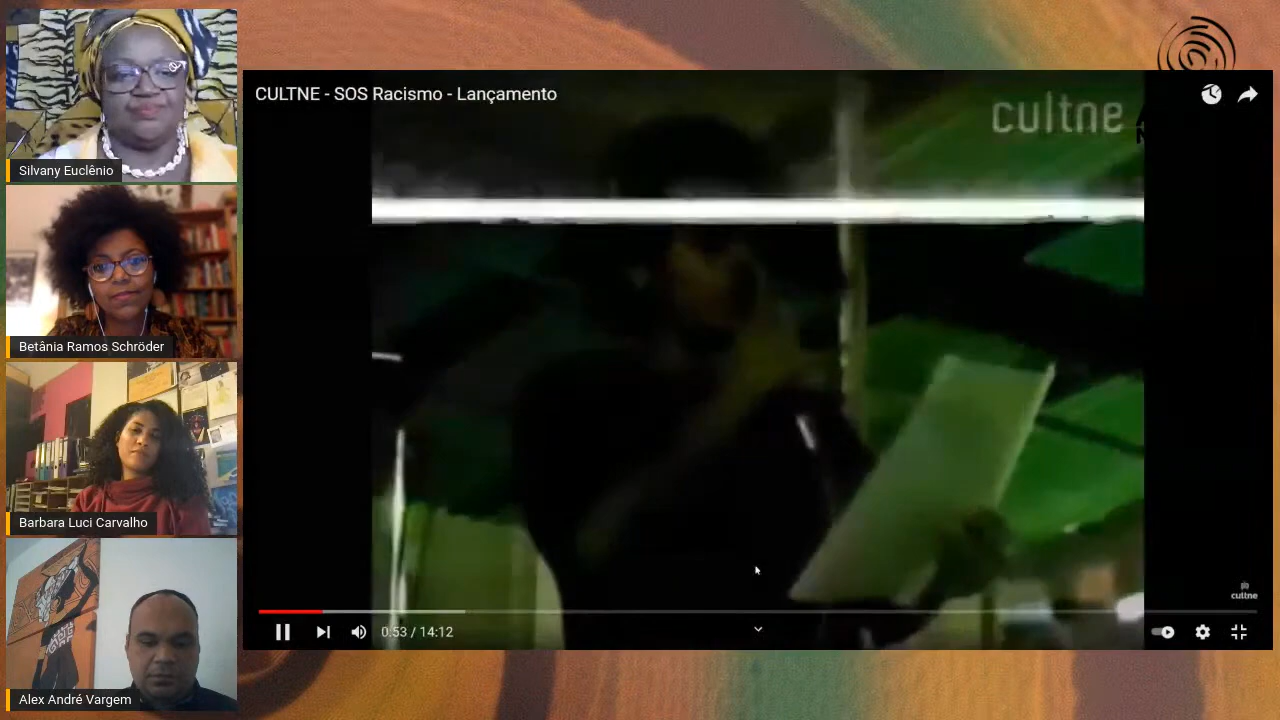 Silvany Euclênio
Betânia Ramos Schröder
Barbara Luci Carvalho
Alex André Vargem
CULTNE - SOS Racismo - Lançamento
cultne
0:53 / 14:12
cultne